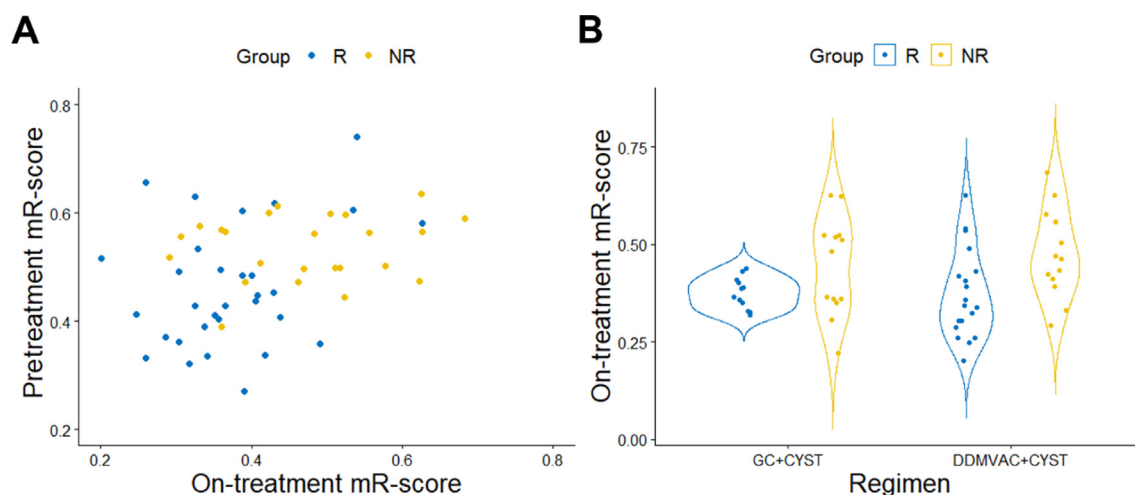 A
Group R NR
Pretreatment mR-score
0.8
0.6
0.4
0.2
0.2 0.4 0.6 0.8
On-treatment mR-score
B
Group R NR
On-treatment mR-score
0.75
0.50
0.25
0.00
GC+CYST DDMVAC+CYST
Regimen